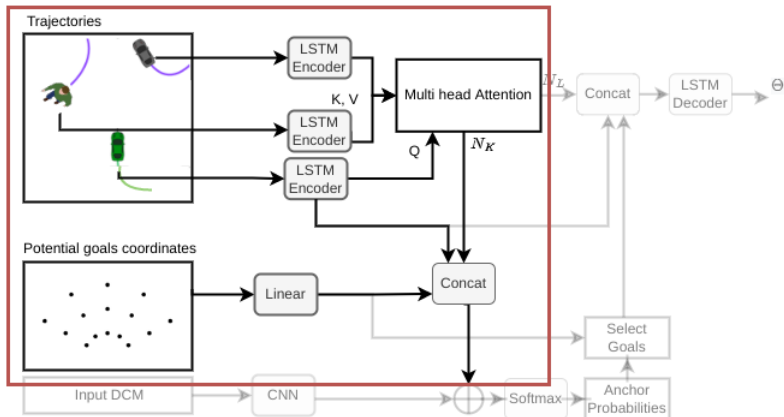 Trajectories
LSTM
Encoder
K, V
LSTM
Encoder
LSTM
Encoder
Q
Multi head Attention
N_K
N_L
Concat
LSTM
Decoder
Θ
Potential goals coordinates
Linear
Concat
Select
Goals
Input DCM
CNN
Softmax
Anchor
Probabilities